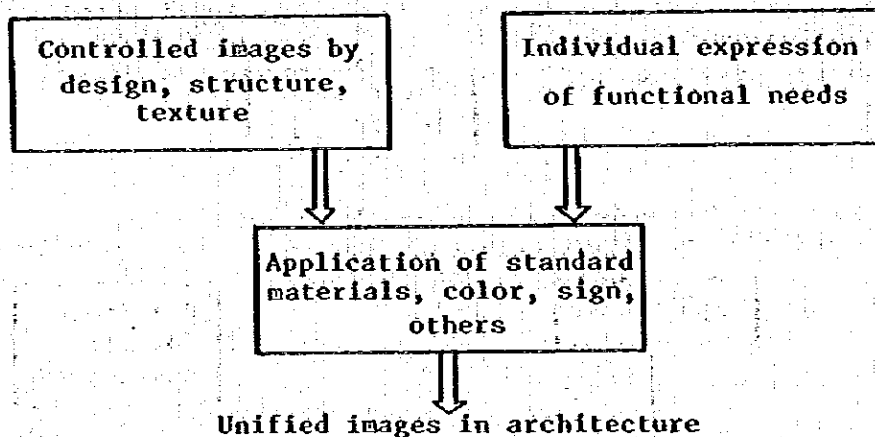 Controlled images by
design, structure,
texture
Individual expression
of functional needs
Application of standard
materials, color, sign,
others
Unified images in architecture